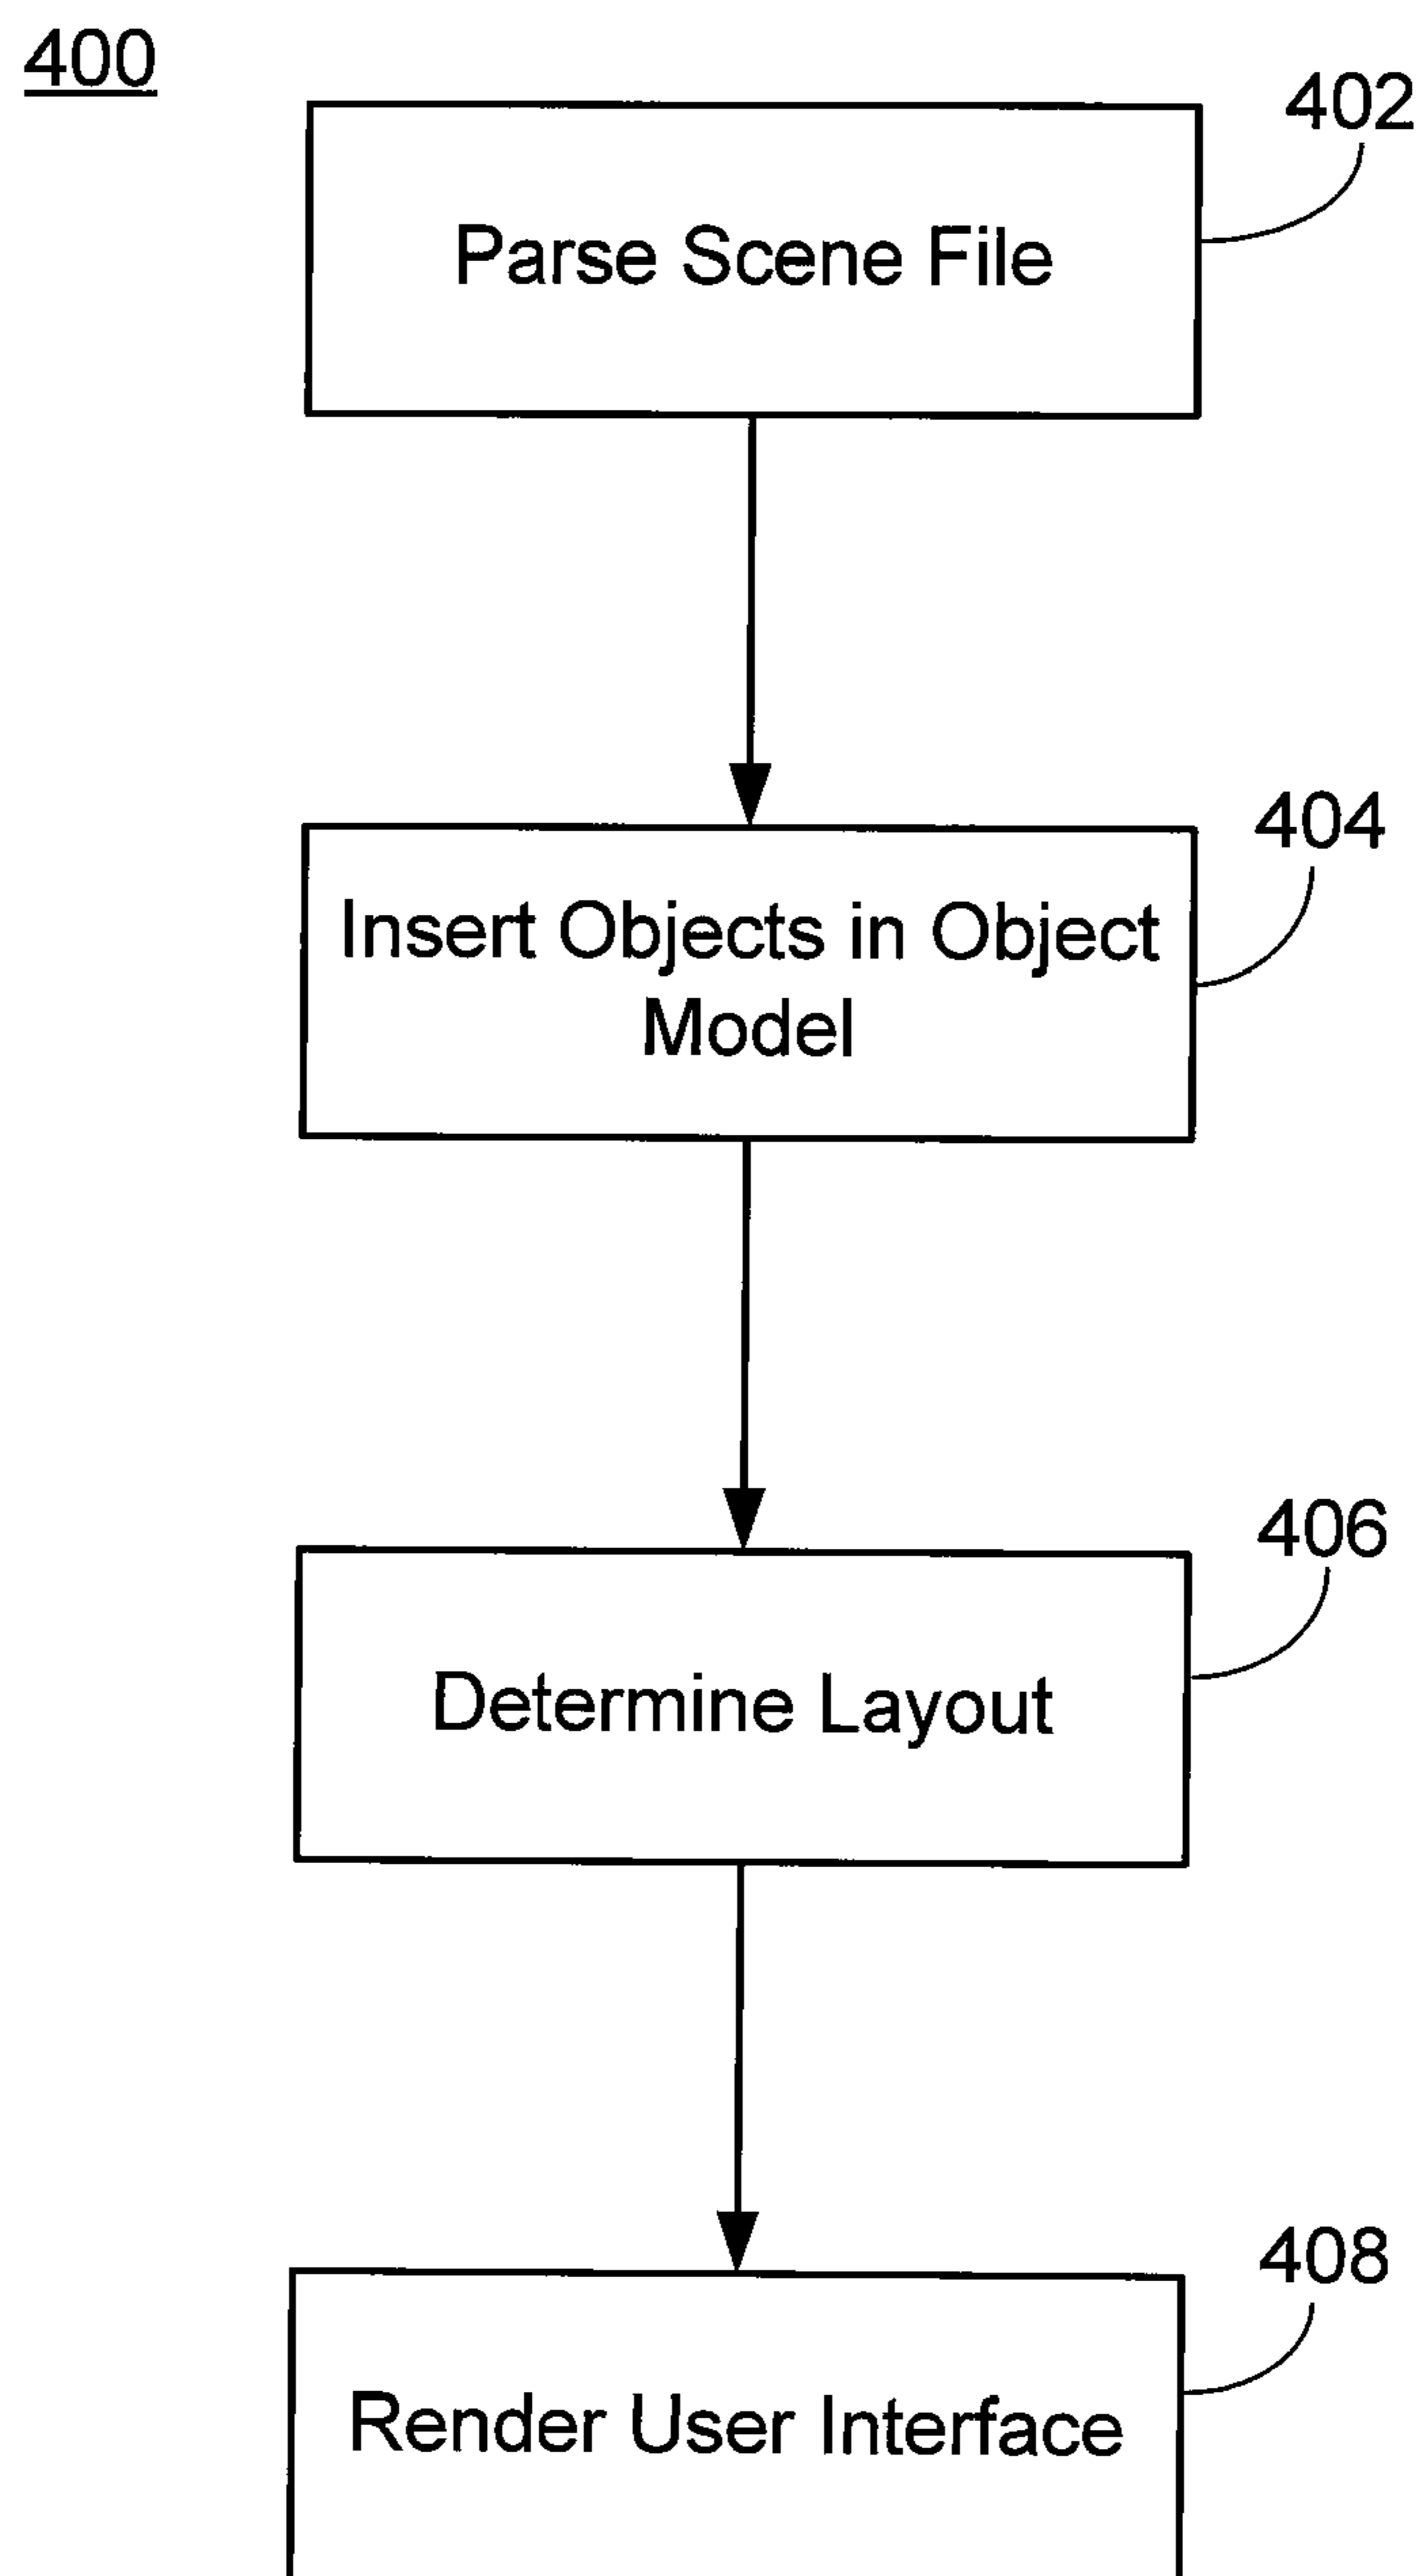 400
402
Parse Scene File
404
Insert Objects in Object
Model
406
Determine Layout
408
Render User Interface